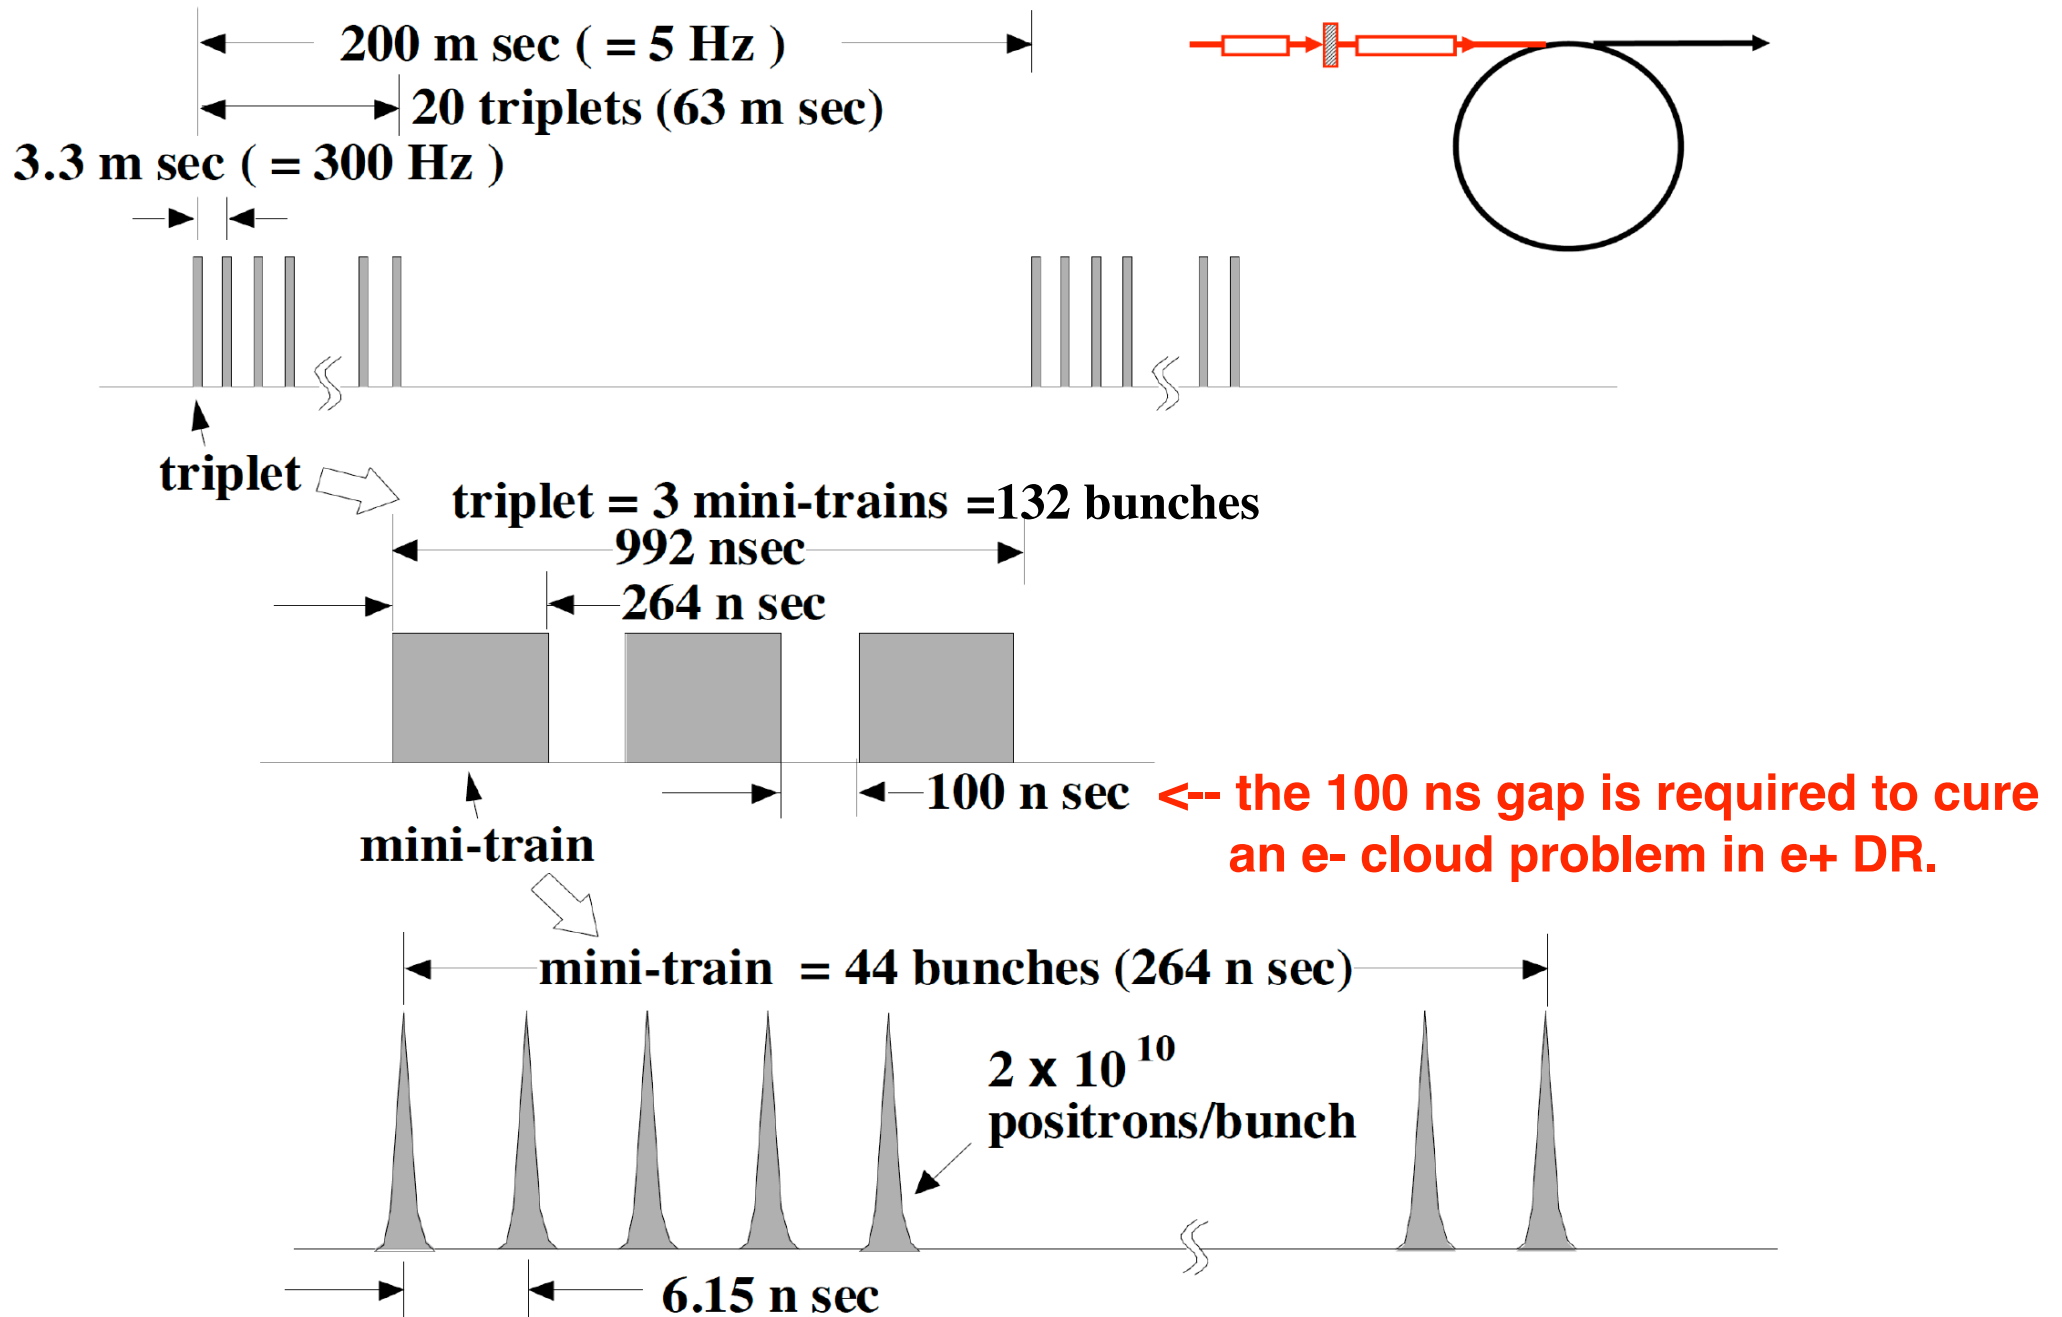 200 m sec ( = 5 Hz )
20 triplets (63 m sec)
3.3 m sec ( = 300 Hz )
triplet
triplet = 3 mini-trains =132 bunches
992 nsec
264 n sec
100 n sec <-- the 100 ns gap is required to cure
an e- cloud problem in e+ DR.
mini-train
mini-train = 44 bunches (264 n sec)
2 x 10^10
positrons/bunch
6.15 n sec